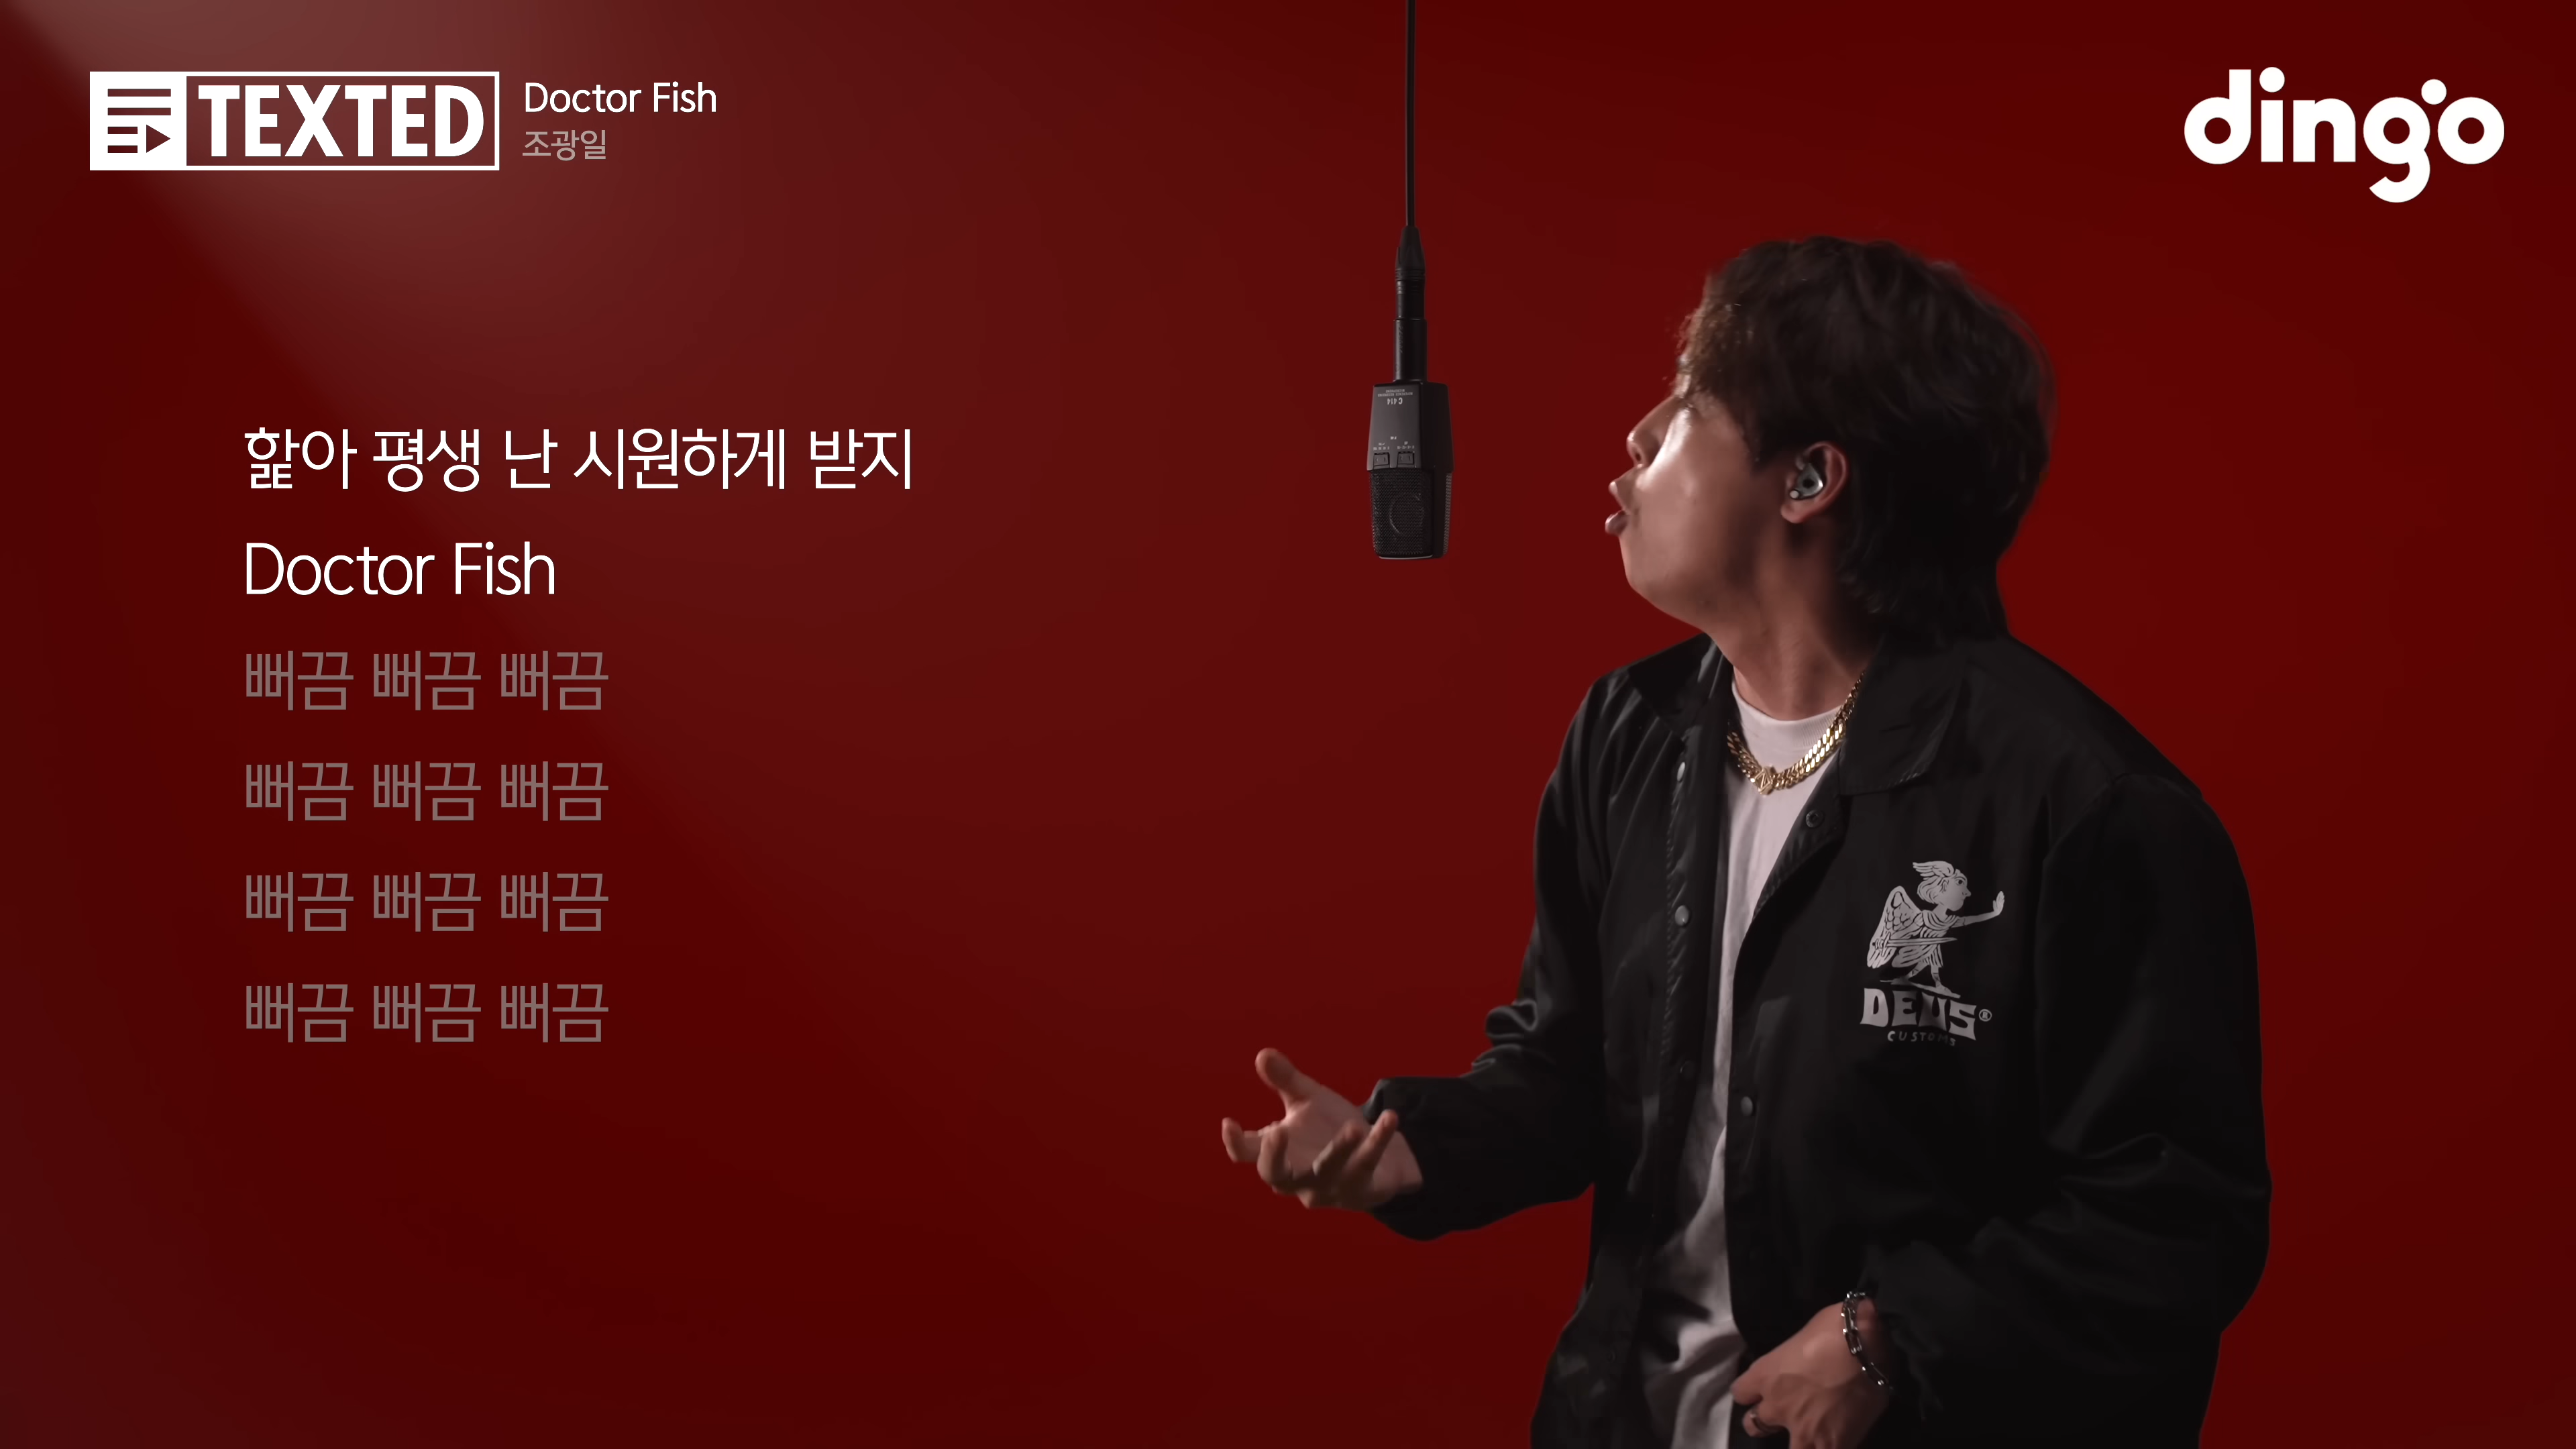 TEXTED
Doctor Fish
조광일
dingo
핥아 평생 난 시원하게 받지
Doctor Fish
뻐끔 뻐끔 뻐끔
뻐끔 뻐끔 뻐끔
뻐끔 뻐끔 뻐끔
뻐끔 뻐끔 뻐끔
C414
DEUS®
CUSTOMS